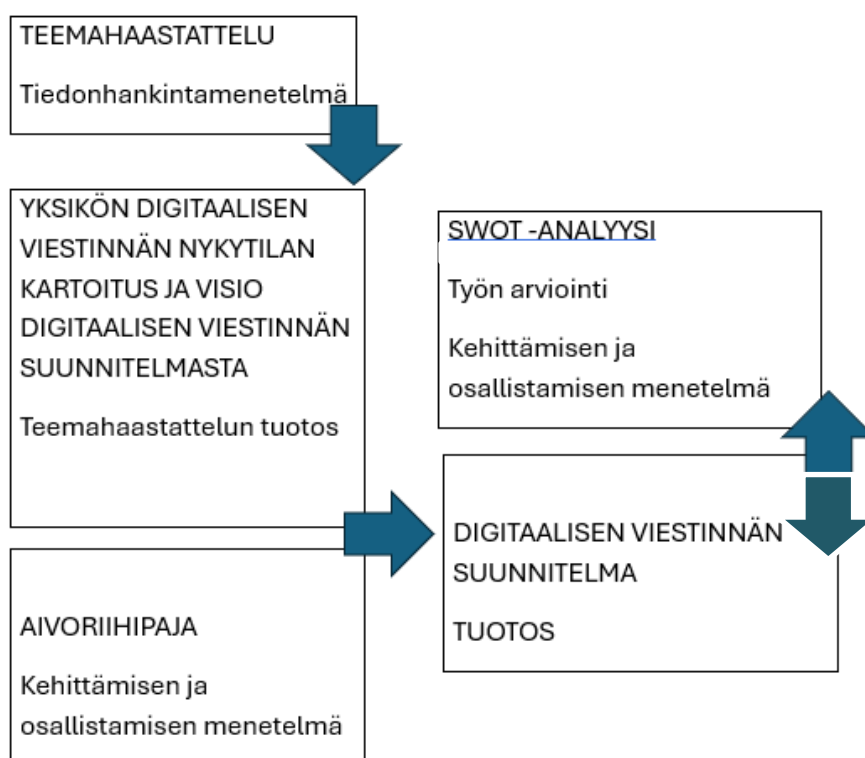 TEEMAHAASTATTELU
Tiedonhankintamenetelmä
YKSIKÖN DIGITAALISEN
VIESTINNÄN NYKYTILAN
KARTOITUS JA VISIO
DIGITAALISEN VIESTINNÄN
SUUNNITELMASTA
Teemahaastattelun tuotos
AIVORIIHIPAJA
Kehittämisen ja
osallistamisen menetelmä
SWOT -ANALYYSI
Työn arviointi
Kehittämisen ja
osallistamisen menetelmä
DIGITAALISEN VIESTINNÄN
SUUNNITELMA
TUOTOS